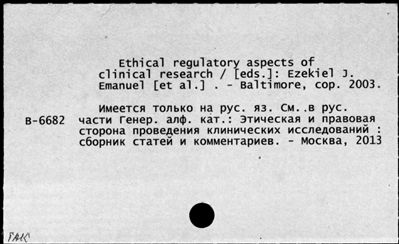 Ethical regulatory aspects of
clinical research / [eds.]: Ezekiel J.
Emanuel [et al.] . - Baltimore, cop. 2003.
Имеется только на рус. яз. См..в рус.
В-6682 части Генер. алф. кат.: Этическая и правовая
сторона проведения клинических исследований :
сборник статей и комментариев. - Москва, 2013
ГАК